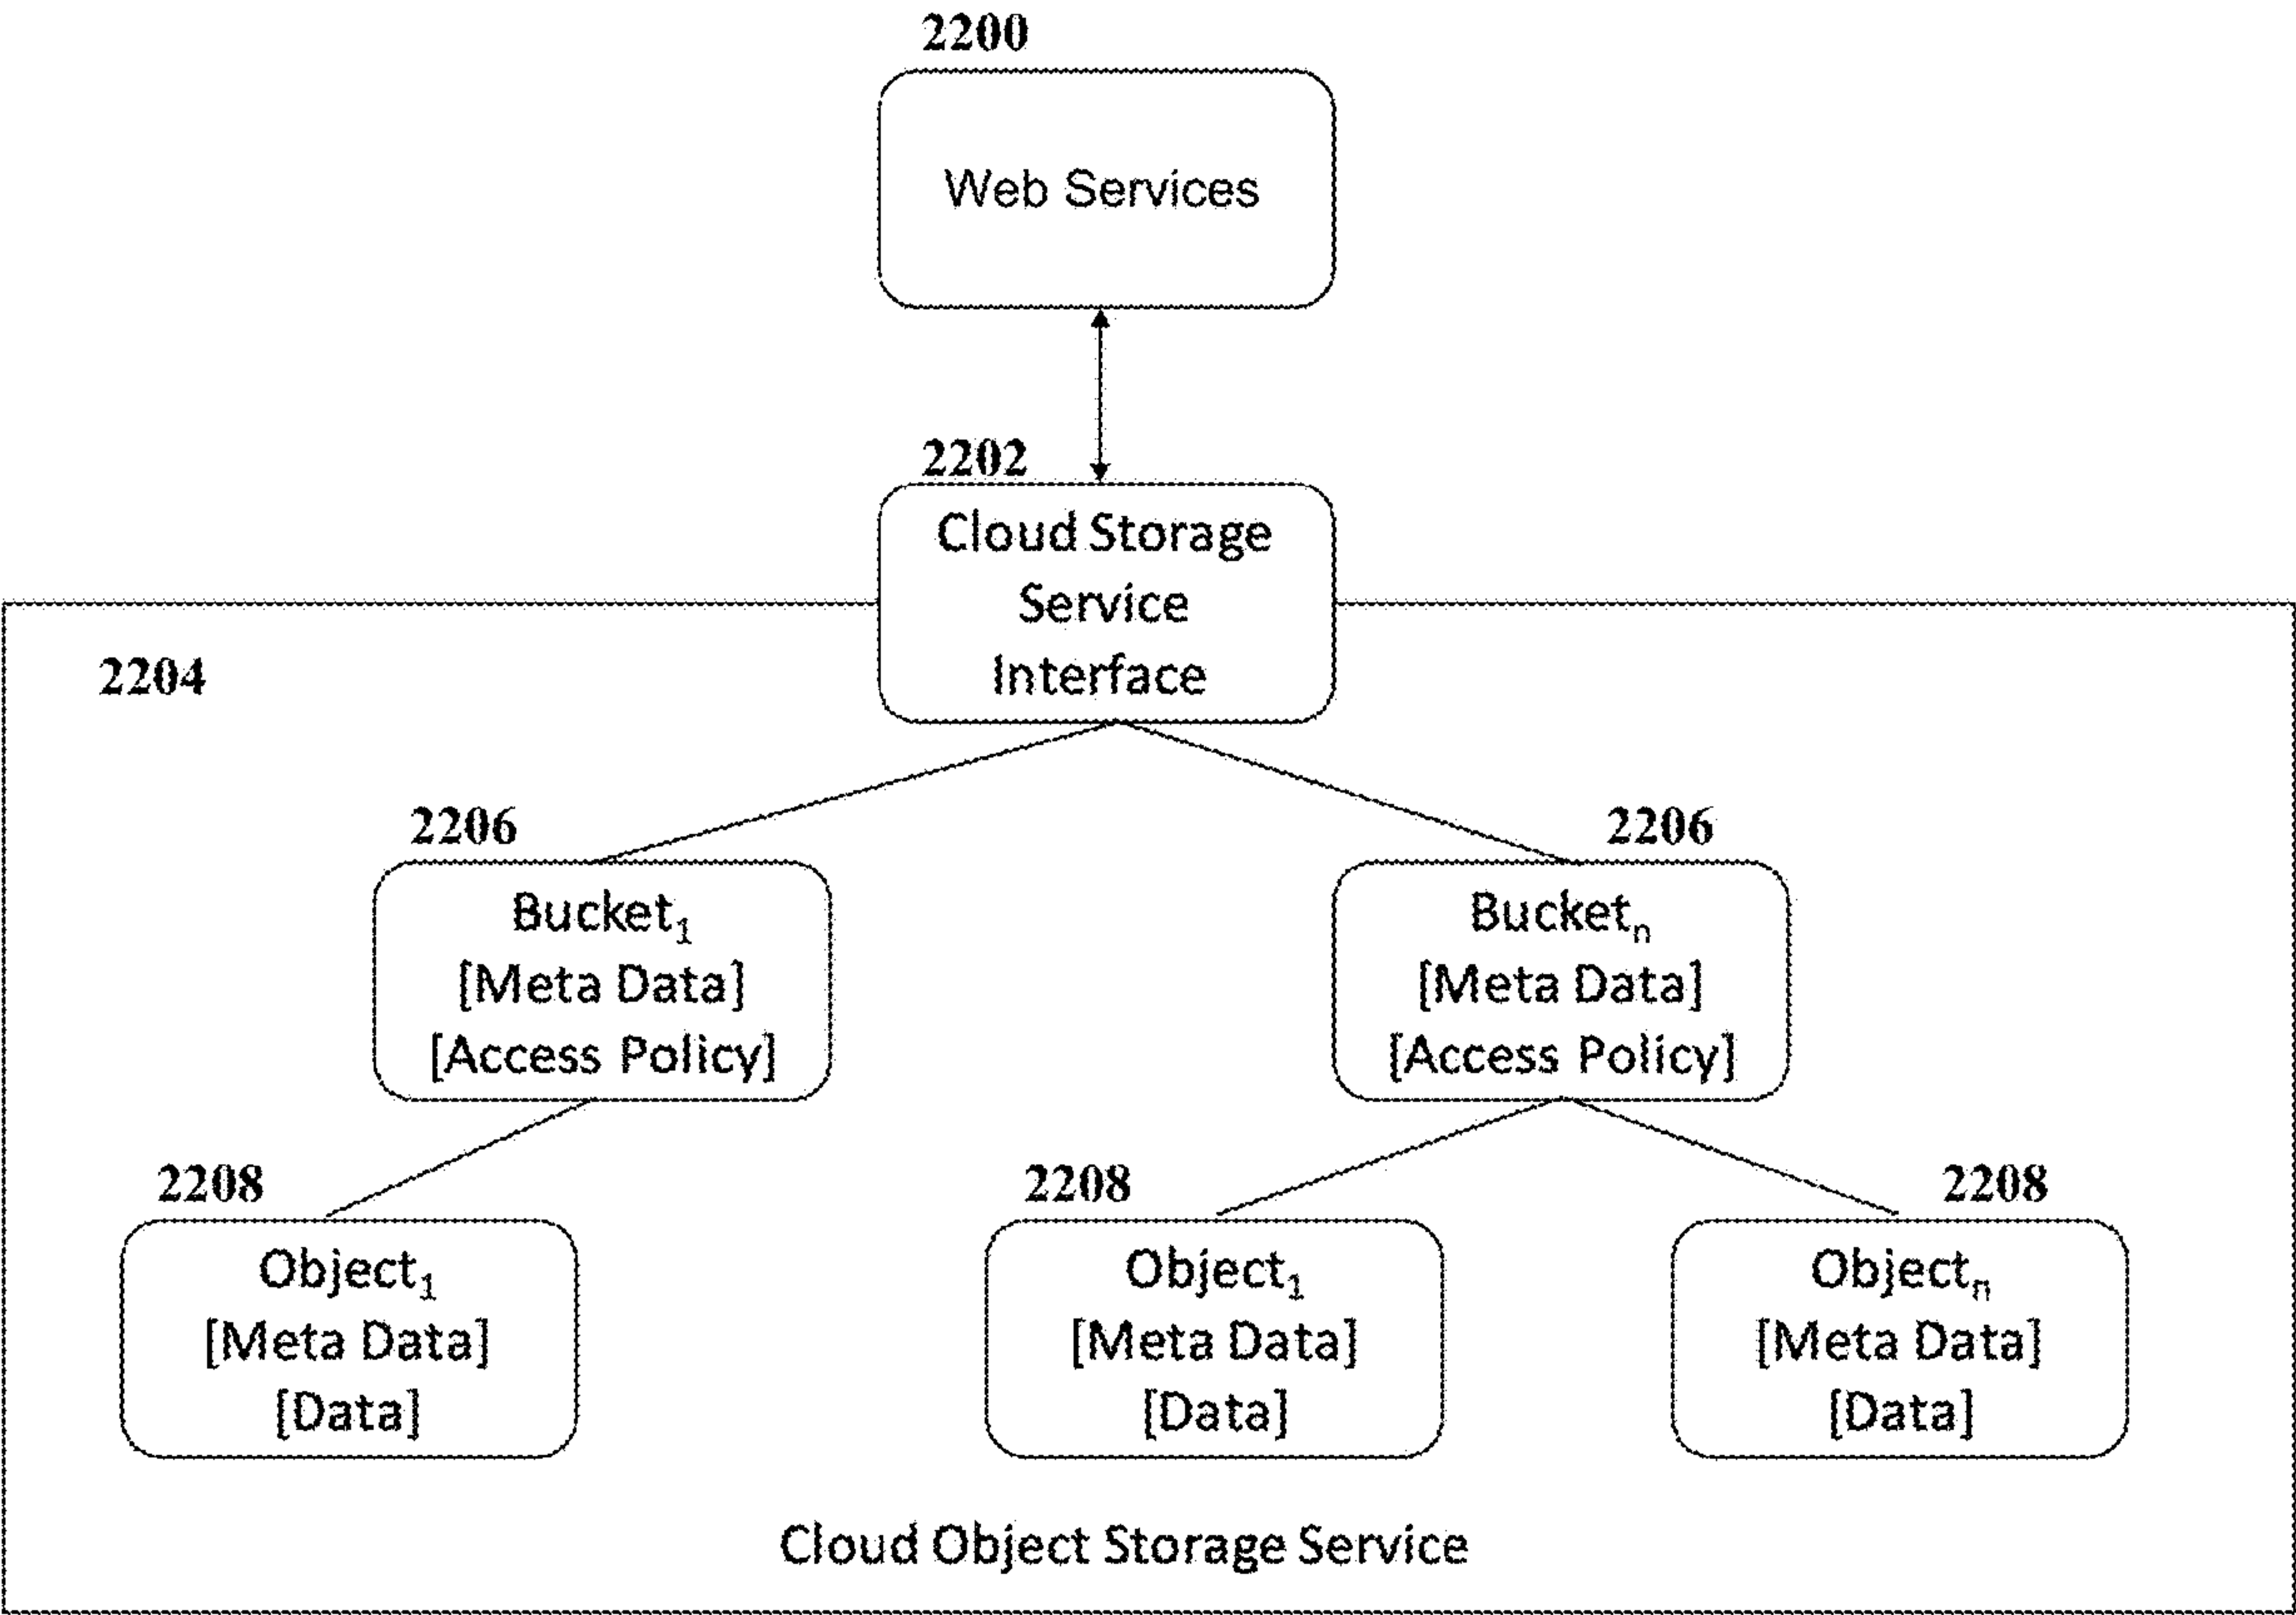 2200
Web Services
2202
Cloud Storage
Service
Interface
2204
2206
Bucket₁
[Meta Data]
[Access Policy]
2206
Bucketₙ
[Meta Data]
[Access Policy]
2208
Object₁
[Meta Data]
[Data]
2208
Object₁
[Meta Data]
[Data]
2208
Objectₙ
[Meta Data]
[Data]
Cloud Object Storage Service